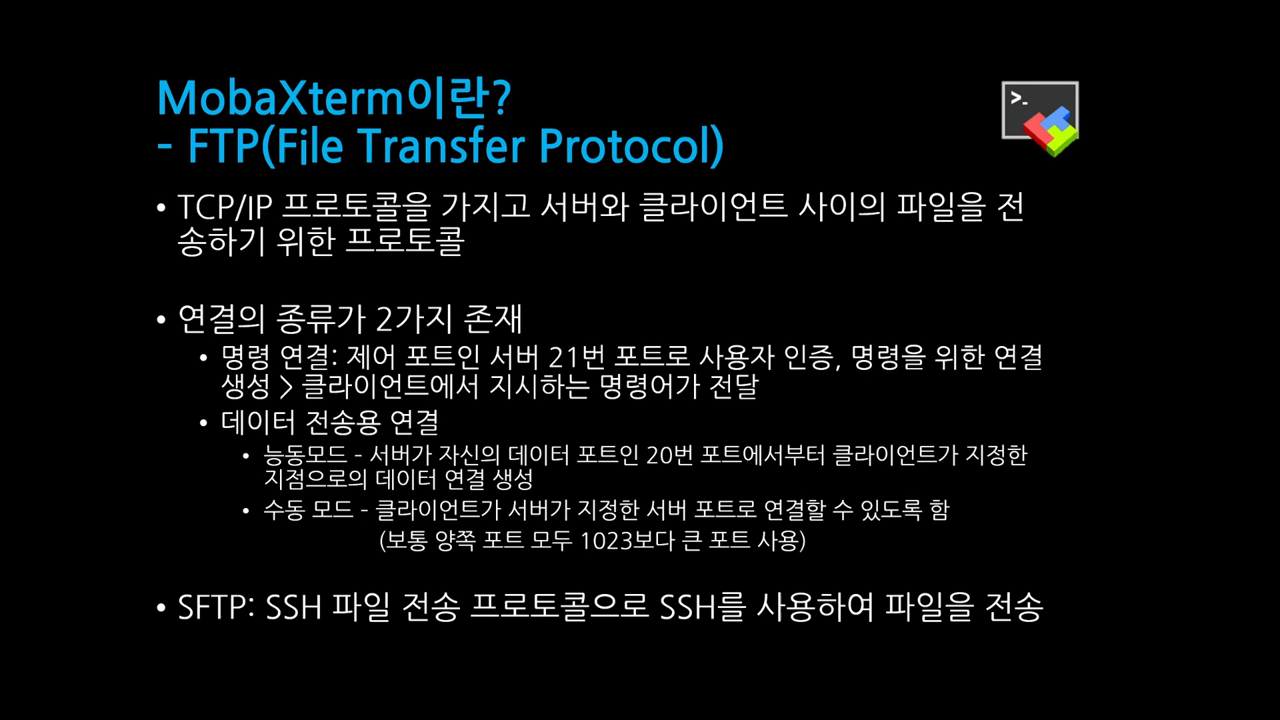 MobaXterm이란?
- FTP(File Transfer Protocol)
>_
• TCP/IP 프로토콜을 가지고 서버와 클라이언트 사이의 파일을 전
송하기 위한 프로토콜
• 연결의 종류가 2가지 존재
• 명령 연결: 제어 포트인 서버 21번 포트로 사용자 인증, 명령을 위한 연결
생성 > 클라이언트에서 지시하는 명령어가 전달
• 데이터 전송용 연결
• 능동모드 - 서버가 자신의 데이터 포트인 20번 포트에서부터 클라이언트가 지정한
지점으로의 데이터 연결 생성
• 수동 모드 - 클라이언트가 서버가 지정한 서버 포트로 연결할 수 있도록 함
(보통 양쪽 포트 모두 1023보다 큰 포트 사용)
• SFTP: SSH 파일 전송 프로토콜으로 SSH를 사용하여 파일을 전송